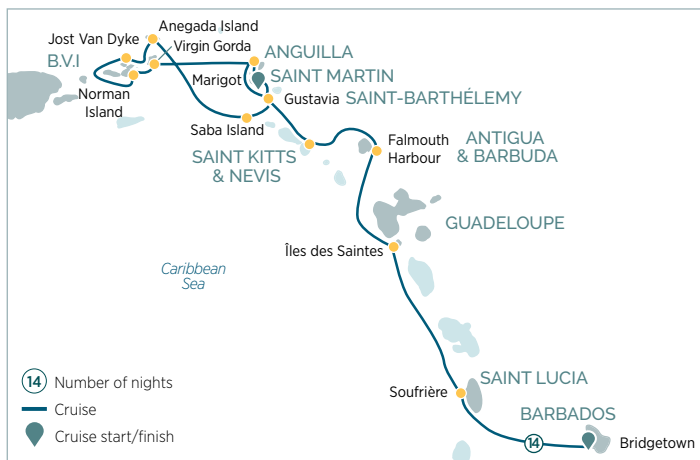 Anegada Island
Jost Van Dyke
Virgin Gorda
B.V.I
ANGUILLA
Marigot
SAINT MARTIN
Norman
Island
Gustavia
SAINT-BARTHÉLEMY
Saba Island
Falmouth
Harbour
ANTIGUA
& BARBUDA
SAINT KITTS
& NEVIS
GUADELOUPE
Îles des Saintes
Caribbean
Sea
14 Number of nights
Cruise
Cruise start/finish
Soufrière
SAINT LUCIA
BARBADOS
14
Bridgetown